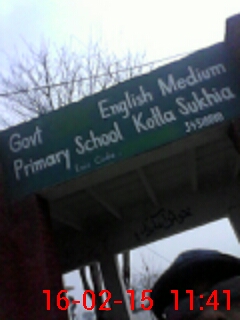 Govt English Medium
Primary School Kotla Sukhia
16-02-15 11:41